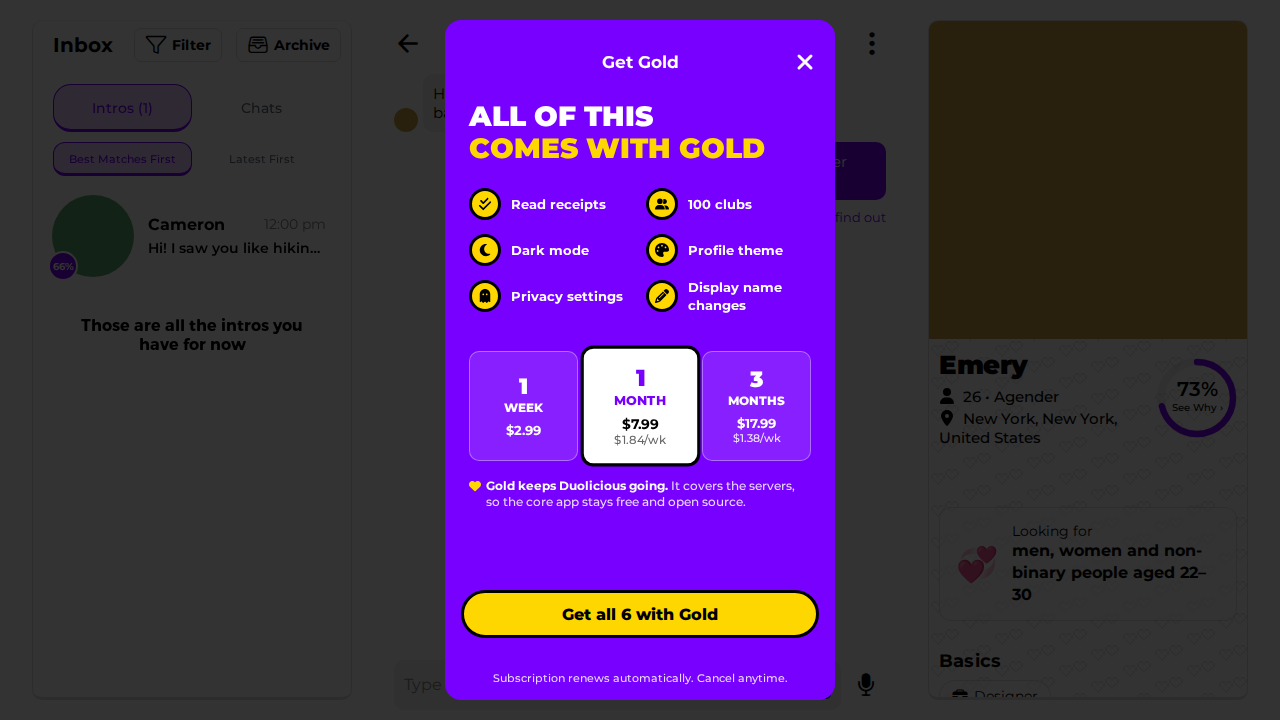 Inbox
Filter
Archive
Intros (1)
Chats
Best Matches First
Latest First
Cameron
12:00 pm
Hi! I saw you like hikin...
66%
Those are all the intros you
have for now
find out
Type
Get Gold
ALL OF THIS
COMES WITH GOLD
Read receipts
100 clubs
Dark mode
Profile theme
Privacy settings
Display name
changes
1
WEEK
$2.99
1
MONTH
$7.99
$1.84/wk
3
MONTHS
$17.99
$1.38/wk
Gold keeps Duolicious going. It covers the servers,
so the core app stays free and open source.
Get all 6 with Gold
Subscription renews automatically. Cancel anytime.
Emery
26 • Agender
New York, New York,
United States
73%
See Why ›
Looking for
men, women and non-
binary people aged 22–
30
Basics
Designer